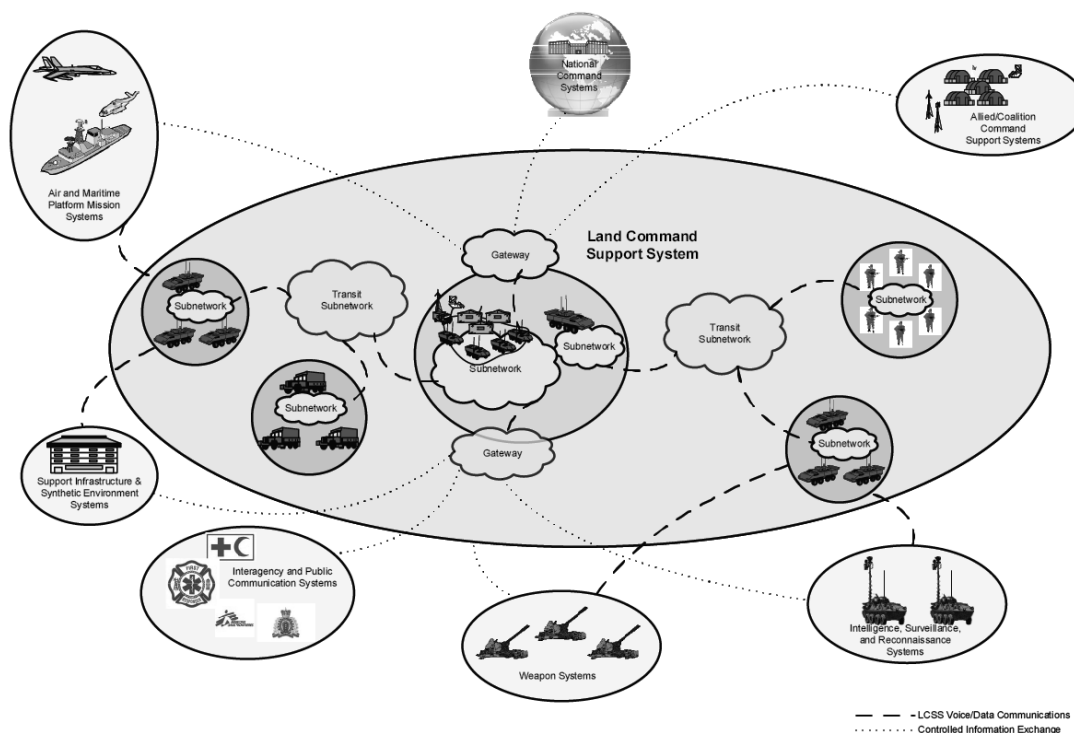 National
Command
Systems
Allied/Coalition
Command
Support Systems
Air and Maritime
Platform Mission
Systems
Land Command
Support System
Gateway
Subnetwork
Transit
Subnetwork
Subnetwork
Subnetwork
Transit
Subnetwork
Subnetwork
Subnetwork
Subnetwork
Gateway
Support Infrastructure &
Synthetic Environment
Systems
Interagency and Public
Communication Systems
FIRST
Weapon Systems
Intelligence, Surveillance,
and Reconnaissance
Systems
LCSS Voice/Data Communications
Controlled Information Exchange